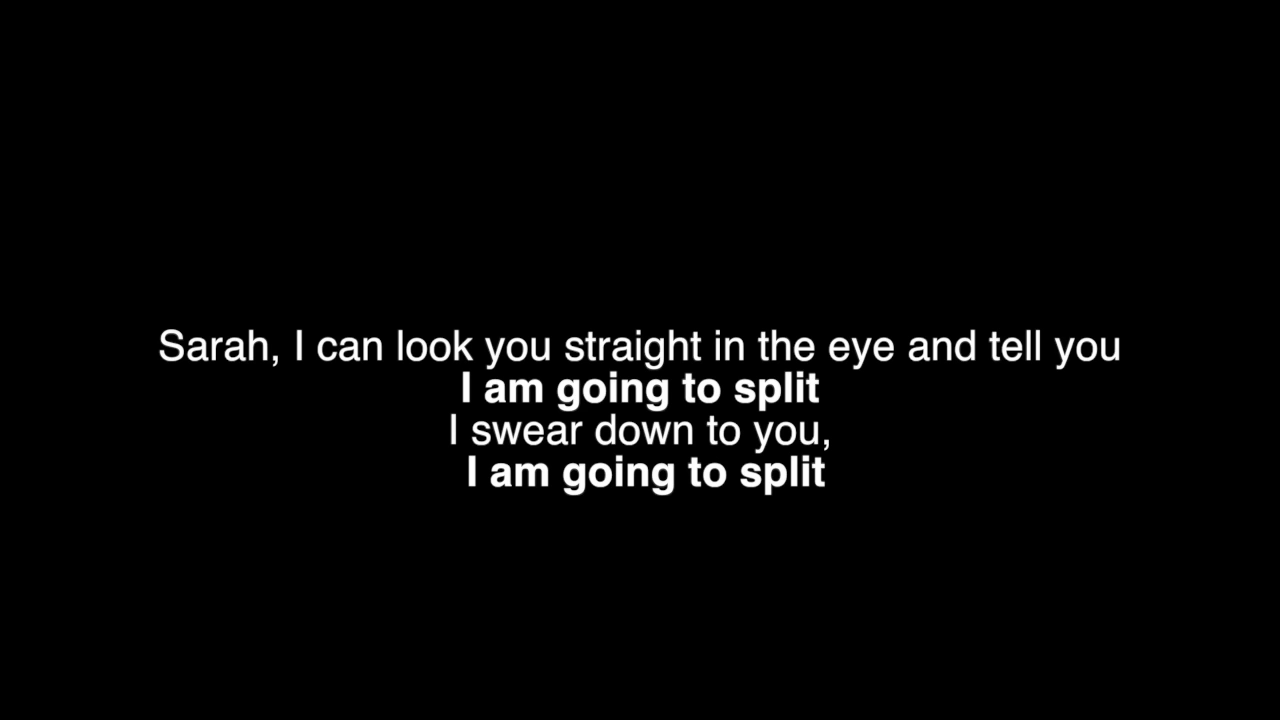 Sarah, I can look you straight in the eye and tell you
I am going to split
I swear down to you,
I am going to split